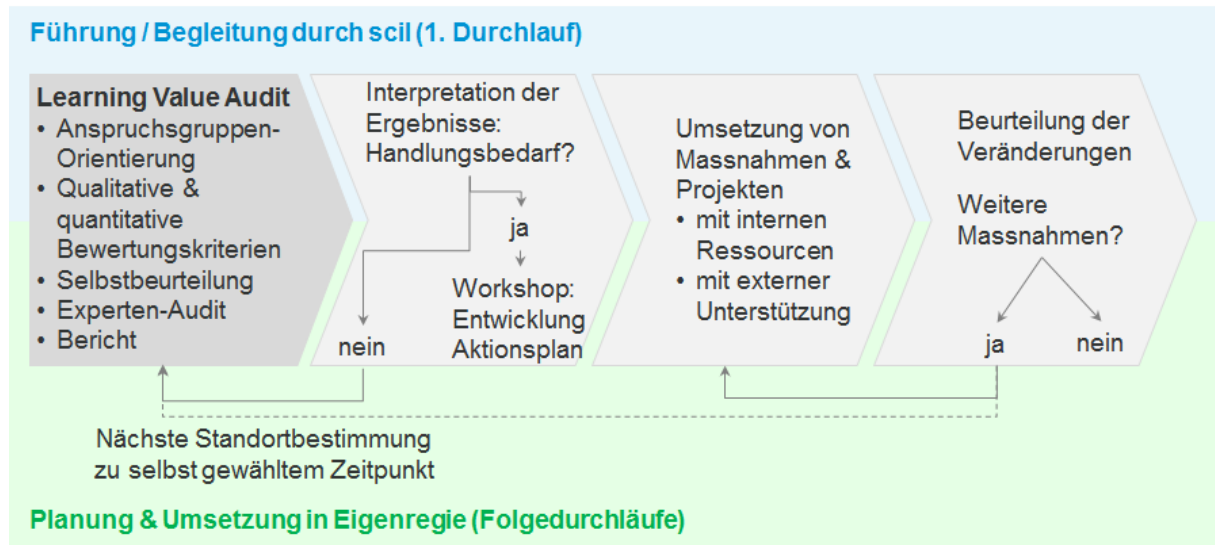 Führung / Begleitung durch scil (1. Durchlauf)
Learning Value Audit
• Anspruchsgruppen-
Orientierung
• Qualitative &
quantitative
Bewertungskriterien
• Selbstbeurteilung
• Experten-Audit
• Bericht
Interpretation der
Ergebnisse:
Handlungsbedarf?
ja
Workshop:
Entwicklung
Aktionsplan
nein
Umsetzung von
Massnahmen &
Projekten
• mit internen
Ressourcen
• mit externer
Unterstützung
Beurteilung der
Veränderungen
Weitere
Massnahmen?
ja
nein
Nächste Standortbestimmung
zu selbst gewähltem Zeitpunkt
Planung & Umsetzung in Eigenregie (Folgedurchläufe)